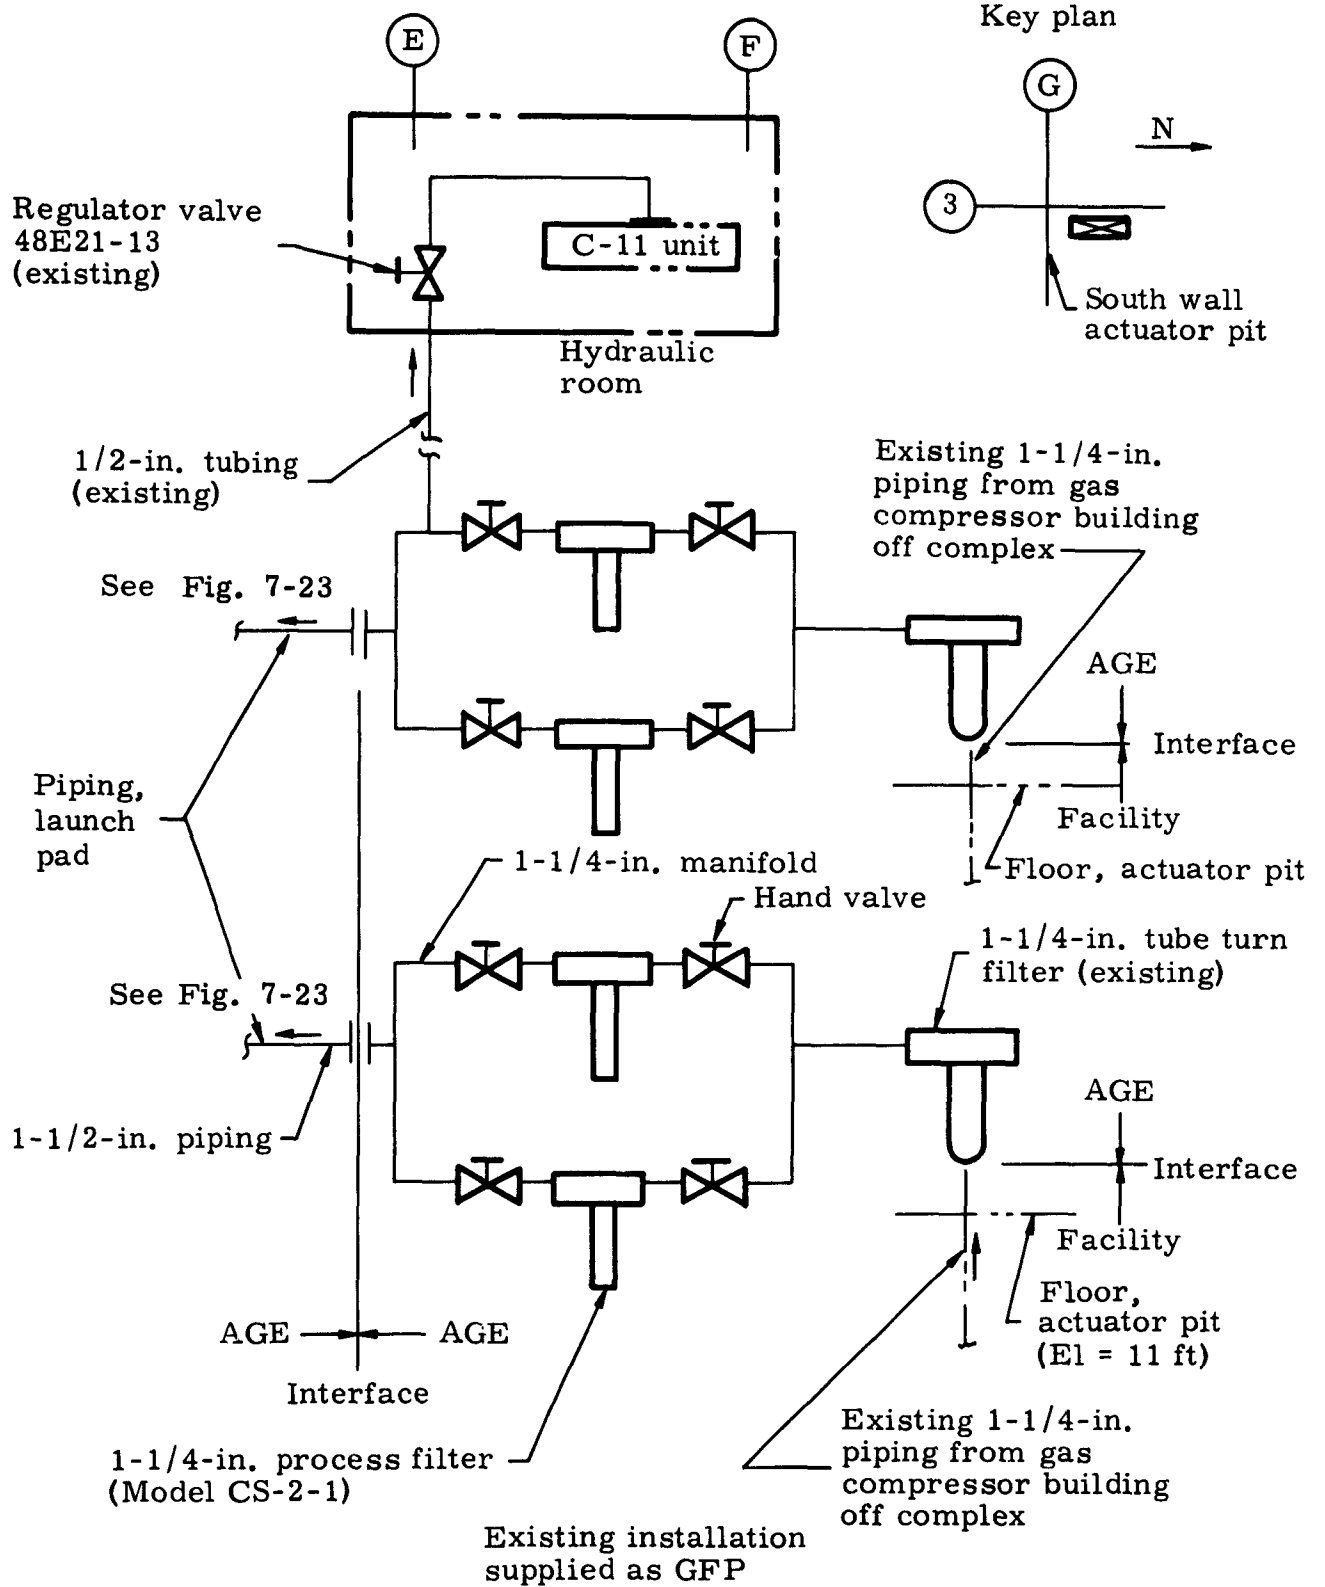 Key plan
E
F
G
N
3
Regulator valve
48E21-13
(existing)
C-11 unit
South wall
actuator pit
Hydraulic
room
1/2-in. tubing
(existing)
Existing 1-1/4-in.
piping from gas
compressor building
off complex
See Fig. 7-23
AGE
Interface
Facility
Floor, actuator pit
Piping,
launch
pad
1-1/4-in. manifold
Hand valve
1-1/4-in. tube turn
filter (existing)
See Fig. 7-23
1-1/2-in. piping
AGE
Interface
Facility
Floor,
actuator pit
(El = 11 ft)
AGE
AGE
Interface
1-1/4-in. process filter
(Model CS-2-1)
Existing 1-1/4-in.
piping from gas
compressor building
off complex
Existing installation
supplied as GFP